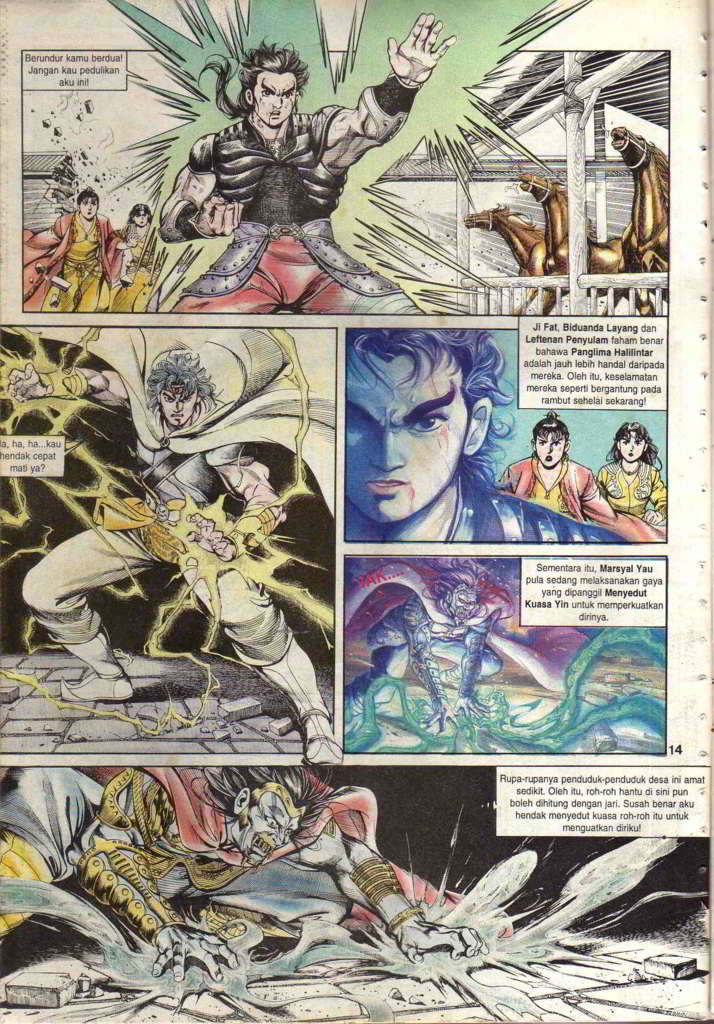 Berundur kamu berdua!
Jangan kau pedulikan
aku ini!
Ji Fat, Biduanda Layang dan
Leftenan Penyulam faham benar
bahawa Panglima Halilintar
adalah jauh lebih handal daripada
mereka. Oleh itu, keselamatan
mereka seperti bergantung pada
rambut sehelai sekarang!
ha, ha...kau
hendak cepat
mati ya?
Sementara itu, Marsyal Yau
pula sedang melaksanakan gaya
yang dipanggil Menyedut
Kuasa Yin untuk memperkuatkan
dirinya.
14
Rupa-rupanya penduduk-penduduk desa ini amat
sedikit. Oleh itu, roh-roh hantu di sini pun
boleh dihitung dengan jari. Susah benar aku
hendak menyedut kuasa roh-roh itu untuk
menguatkan diriku!